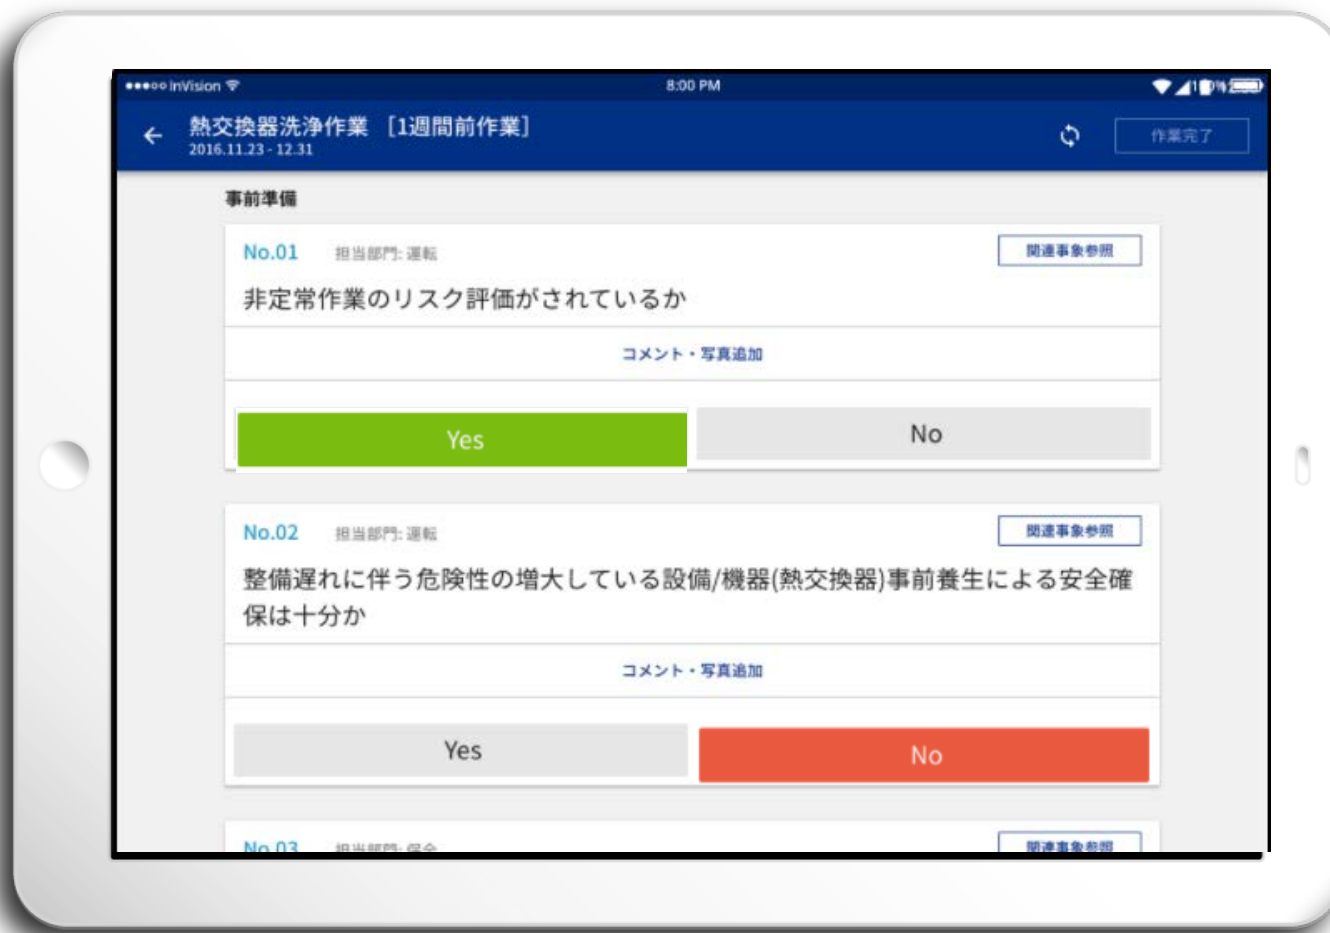 InVision
8:00 PM
熱交換器洗浄作業 [1週間前作業]
2016.11.23 - 12.31
作業完了
事前準備
No.01 担当部門: 運転 関連事象参照
非定常作業のリスク評価がされているか
コメント・写真追加
Yes No
No.02 担当部門: 運転 関連事象参照
整備遅れに伴う危険性の増大している設備/機器(熱交換器)事前養生による安全確
保は十分か
コメント・写真追加
Yes No
No.03 担当部門: 保全 関連事象参照